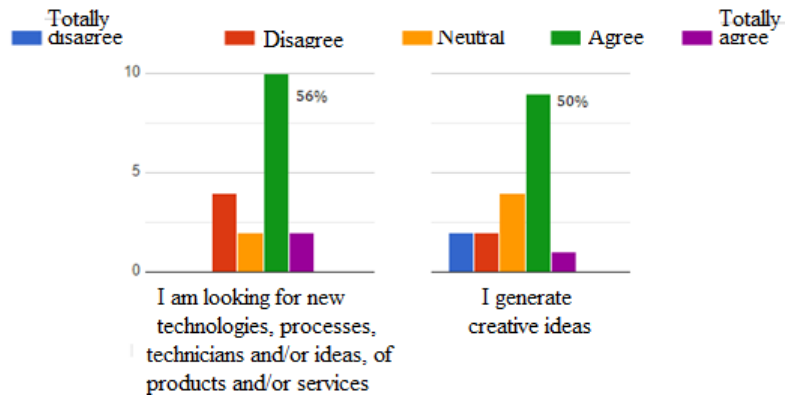 Totally disagree
Disagree
Neutral
Agree
Totally agree
10
5
0
56%
50%
I am looking for new
technologies, processes,
technicians and/or ideas, of
products and/or services
I generate
creative ideas